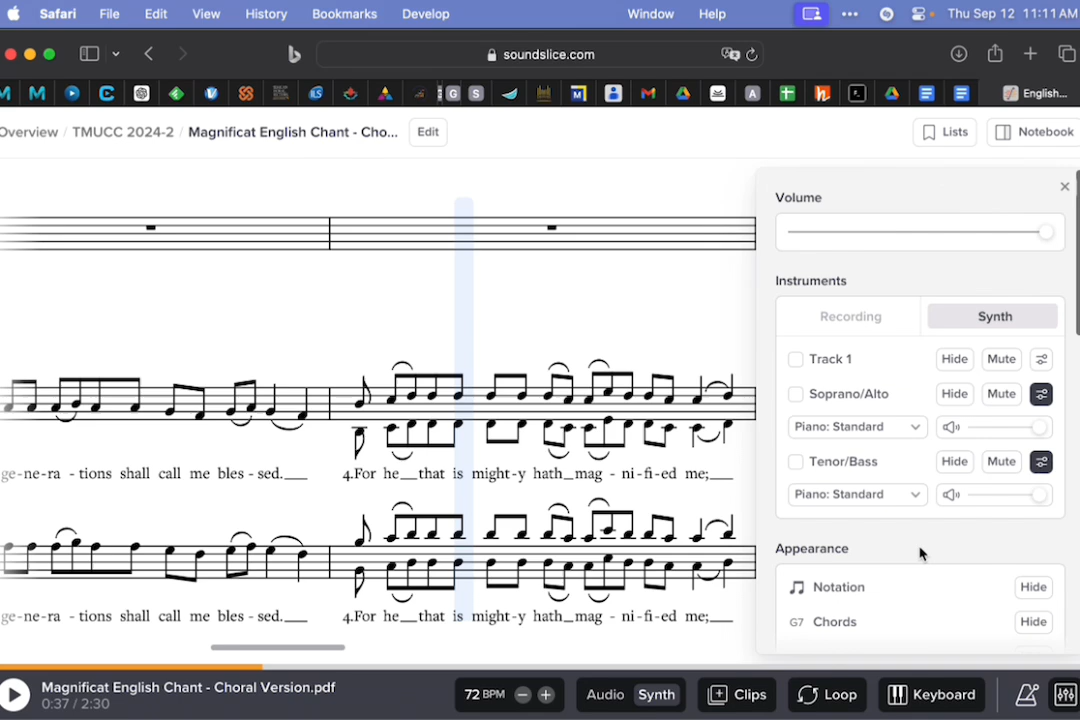 Safari File Edit View History Bookmarks Develop Window Help Thu Sep 12 11:11 AM
soundslice.com
G S M A English...
Overview / TMUCC 2024-2 / Magnificat English Chant - Cho... Edit Lists Notebook
Volume
Instruments
Recording Synth
Track 1 Hide Mute
Soprano/Alto Hide Mute
Piano: Standard
Tenor/Bass Hide Mute
Piano: Standard
Appearance
Notation Hide
G7 Chords Hide
ge-ne-ra - tions shall call me bles - sed.___ 4.For he__that is might-y hath_mag - ni-fi-ed me;___
ge-ne-ra - tions shall call me bles - sed.___ 4.For he__that is might-y hath_mag - ni-fi-ed me;___
Magnificat English Chant - Choral Version.pdf
0:37 / 2:30
72 BPM Audio Synth Clips Loop Keyboard